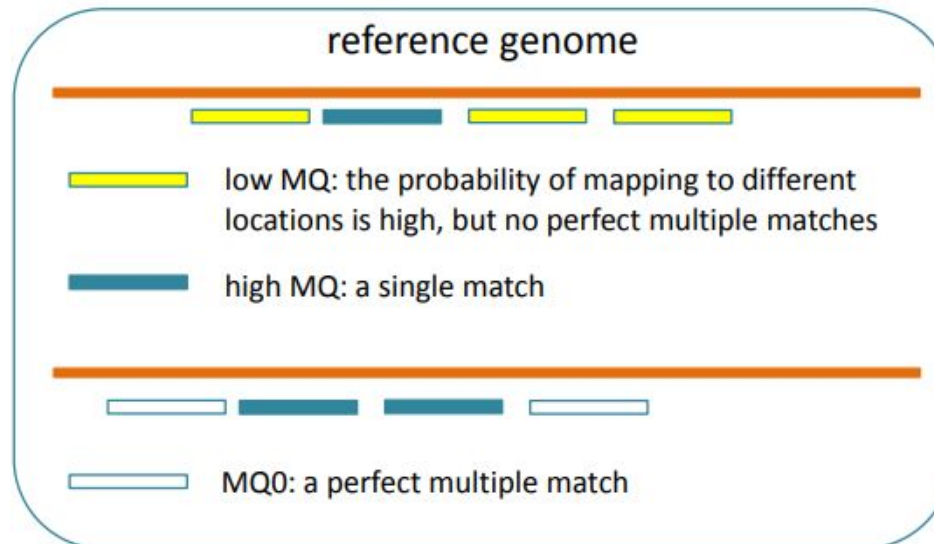 reference genome
low MQ: the probability of mapping to different
locations is high, but no perfect multiple matches
high MQ: a single match
MQ0: a perfect multiple match